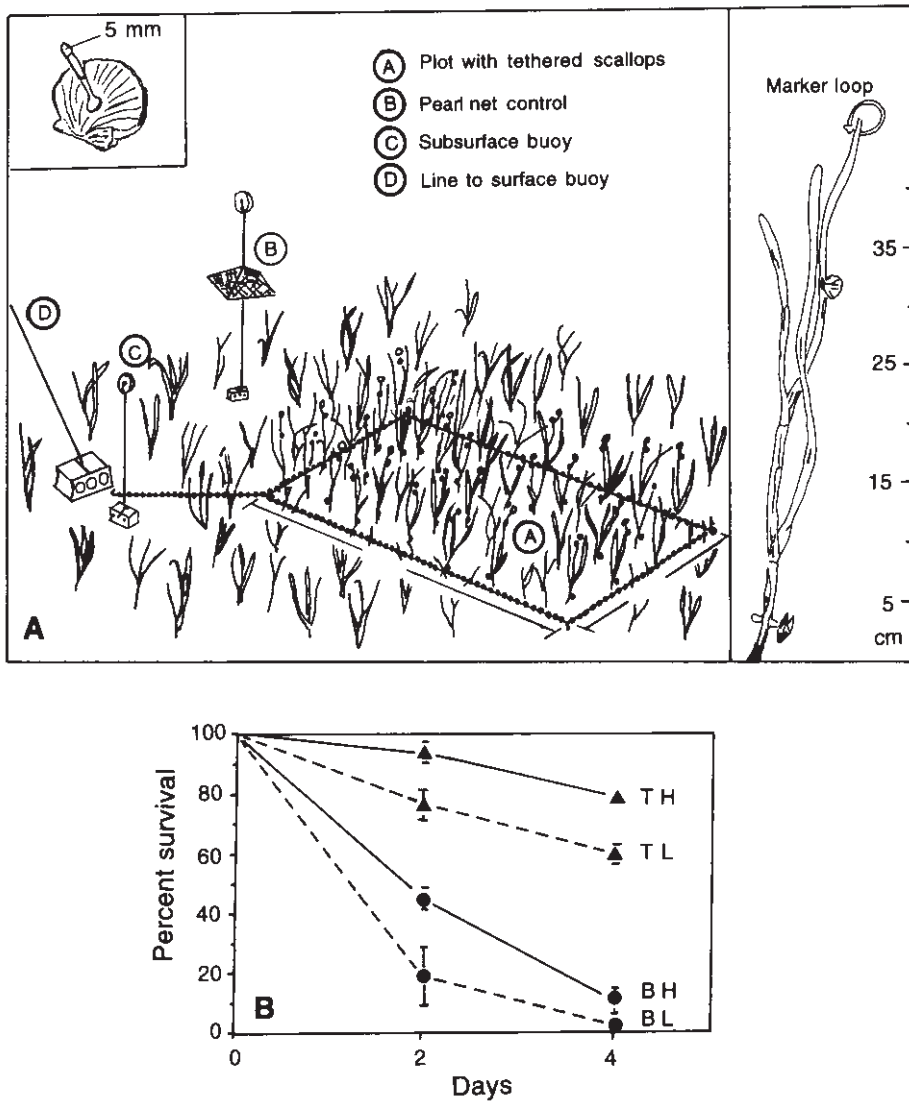 5 mm
A Plot with tethered scallops
B Pearl net control
C Subsurface buoy
D Line to surface buoy
Marker loop
B
D
C
A
A
35
25
15
5
cm
100
80
60
40
20
0
Percent survival
T H
T L
B H
B L
B
0
2
4
Days